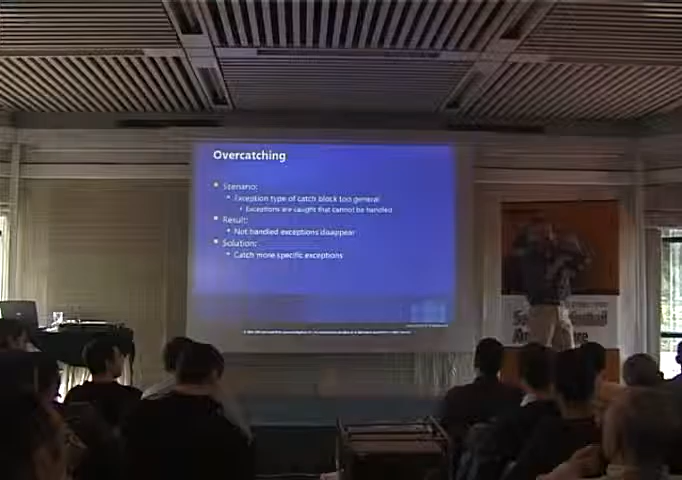 Overcatching
Scenario:
Exception type of catch block too general
Exceptions are caught that cannot be handled
Result:
Not handled exceptions disappear
Solution:
Catch more specific exceptions